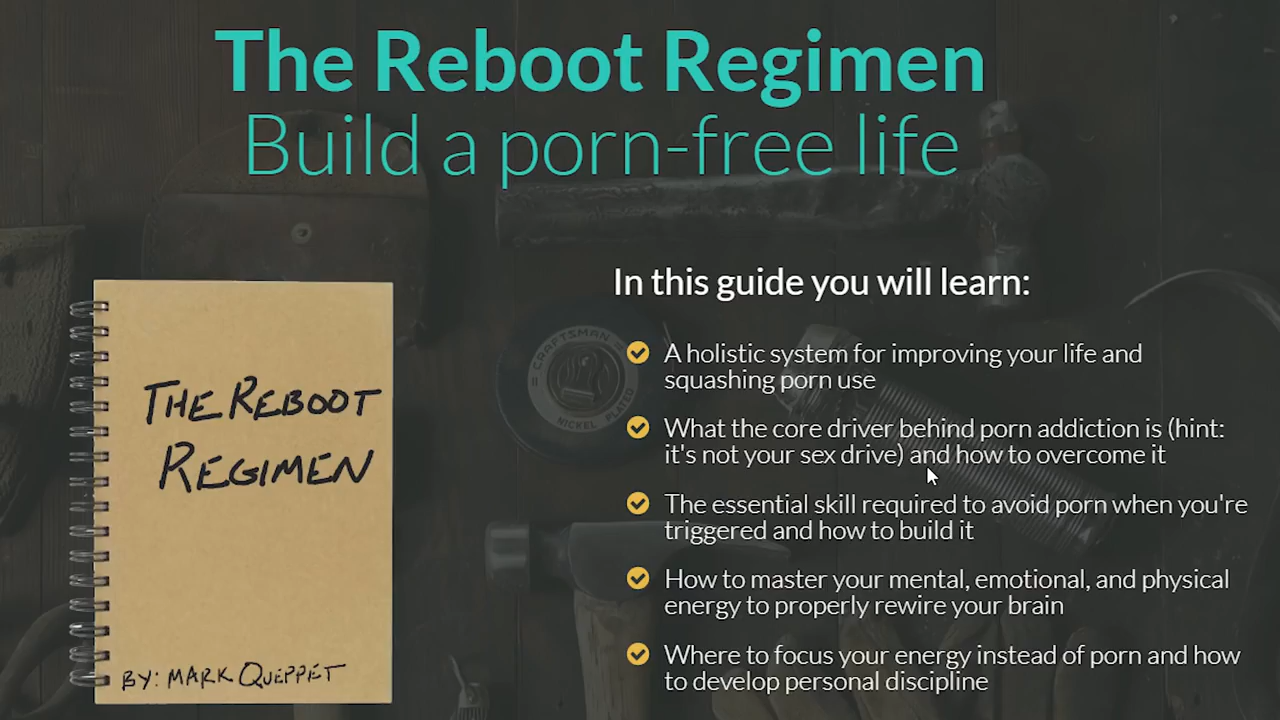 The Reboot Regimen
Build a porn-free life
In this guide you will learn:
A holistic system for improving your life and
squashing porn use
What the core driver behind porn addiction is (hint:
it's not your sex drive) and how to overcome it
The essential skill required to avoid porn when you're
triggered and how to build it
How to master your mental, emotional, and physical
energy to properly rewire your brain
Where to focus your energy instead of porn and how
to develop personal discipline
THE REBOOT
REGIMEN
BY: MARK QUEPPET
CRAFTSMAN
NICKEL PLATED